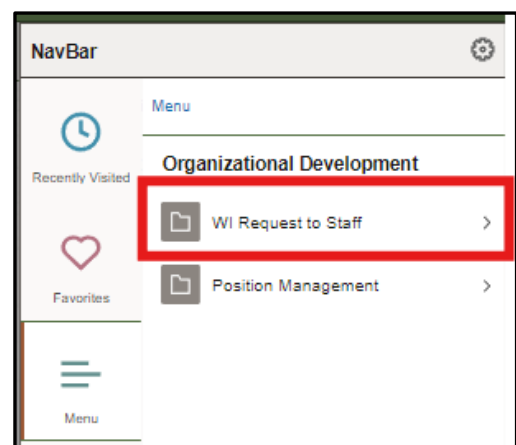 NavBar
Menu
Recently Visited
Organizational Development
WI Request to Staff
Favorites
Position Management
Menu